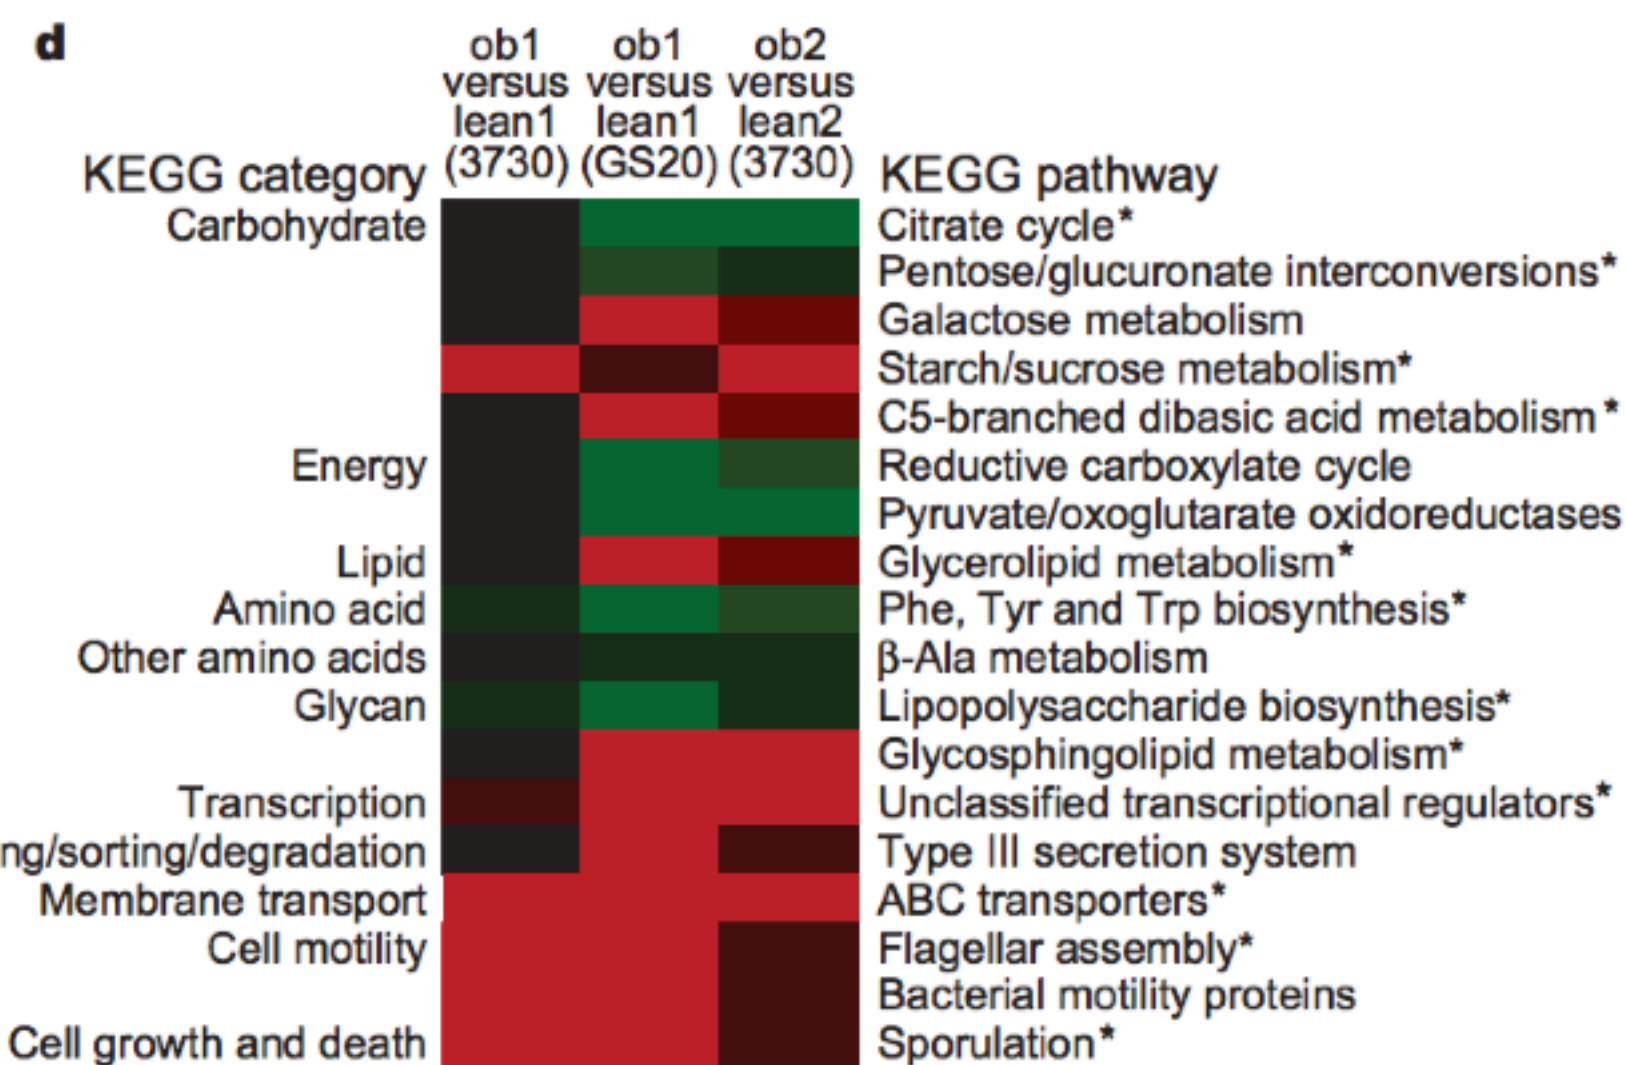 d
ob1 versus lean1 (3730)
ob1 versus lean1 (GS20)
ob2 versus lean2 (3730)
KEGG category
KEGG pathway
Carbohydrate
Citrate cycle*
Pentose/glucuronate interconversions*
Galactose metabolism
Starch/sucrose metabolism*
C5-branched dibasic acid metabolism*
Energy
Reductive carboxylate cycle
Pyruvate/oxoglutarate oxidoreductases
Lipid
Glycerolipid metabolism*
Amino acid
Phe, Tyr and Trp biosynthesis*
Other amino acids
β-Ala metabolism
Glycan
Lipopolysaccharide biosynthesis*
Glycosphingolipid metabolism*
Transcription
Unclassified transcriptional regulators*
ng/sorting/degradation
Type III secretion system
Membrane transport
ABC transporters*
Cell motility
Flagellar assembly*
Bacterial motility proteins
Cell growth and death
Sporulation*